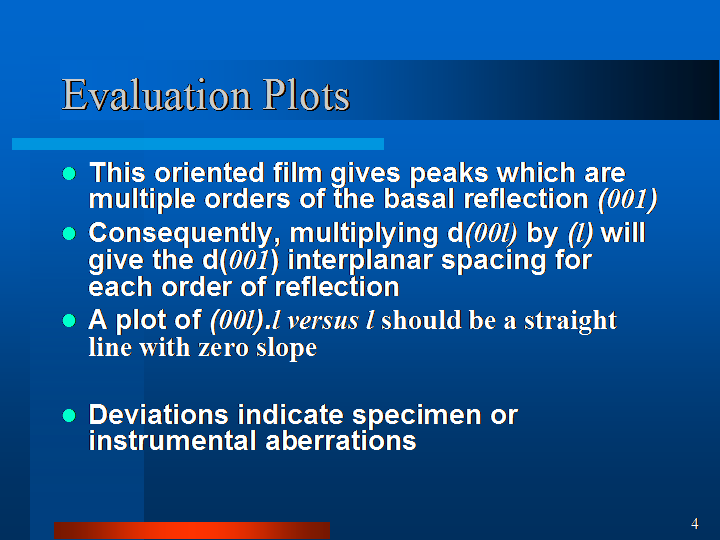 Evaluation Plots
This oriented film gives peaks which are
multiple orders of the basal reflection (001)
Consequently, multiplying d(00l) by (l) will
give the d(001) interplanar spacing for
each order of reflection
A plot of (00l).l versus l should be a straight
line with zero slope
Deviations indicate specimen or
instrumental aberrations
4